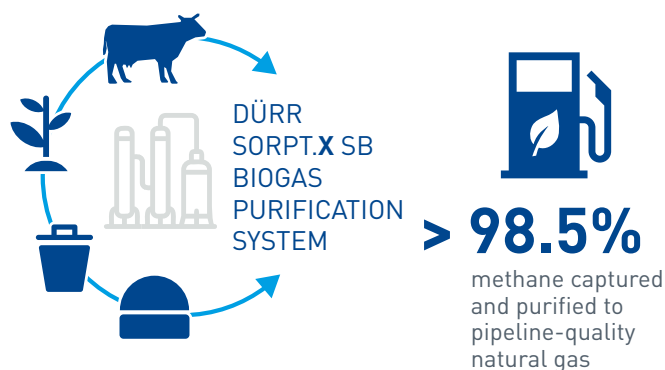 DÜRR
SORPT.X SB
BIOGAS
PURIFICATION
SYSTEM
> 98.5%
methane captured
and purified to
pipeline-quality
natural gas